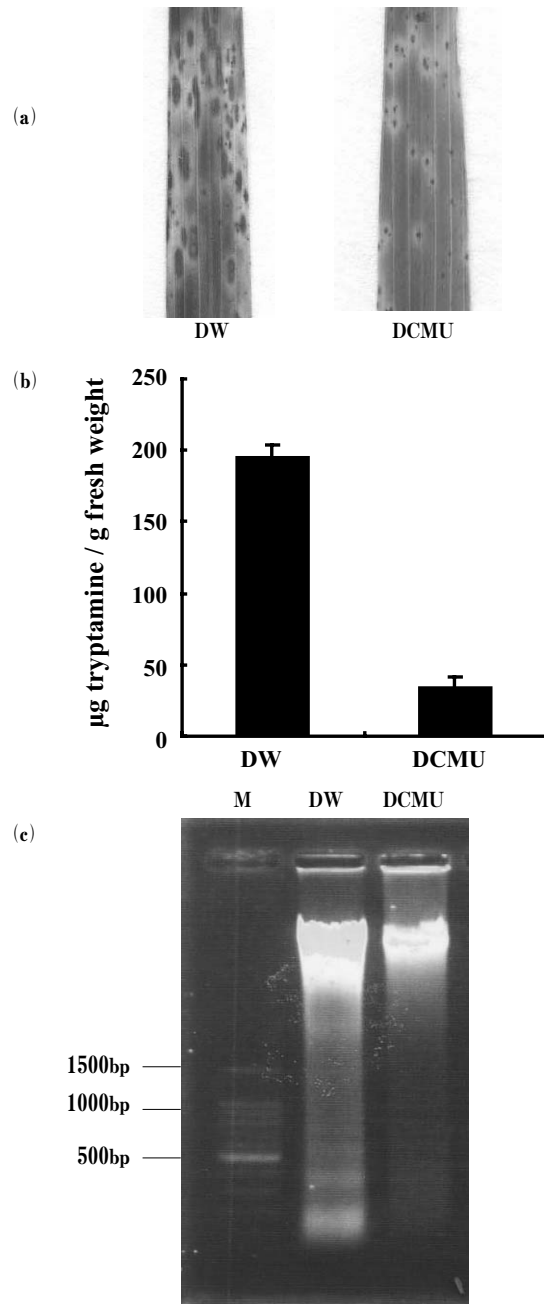 (a)
DW DCMU
(b)
µg tryptamine / g fresh weight
250
200
150
100
50
0
DW DCMU
M DW DCMU
(c)
1500bp
1000bp
500bp